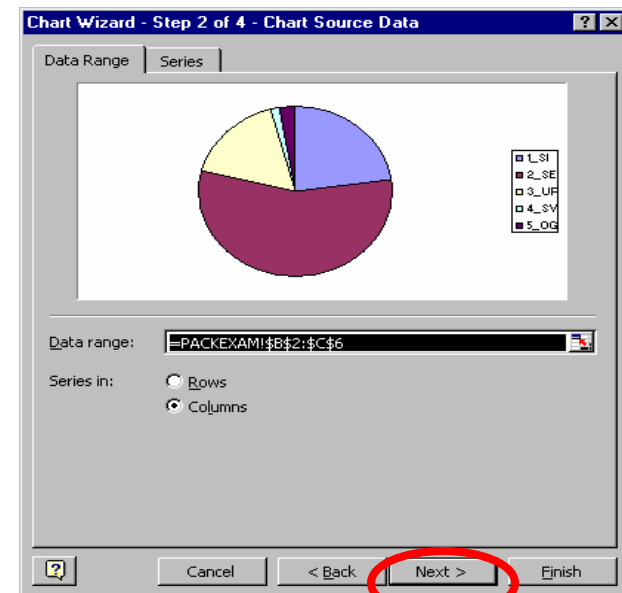 Chart Wizard - Step 2 of 4 - Chart Source Data ? X
Data Range Series
1_SI
2_SE
3_UF
4_SV
5_OG
Data range: =PACKEXAM!$B$2:$C$6
Series in: Rows
Columns
? Cancel < Back Next > Finish